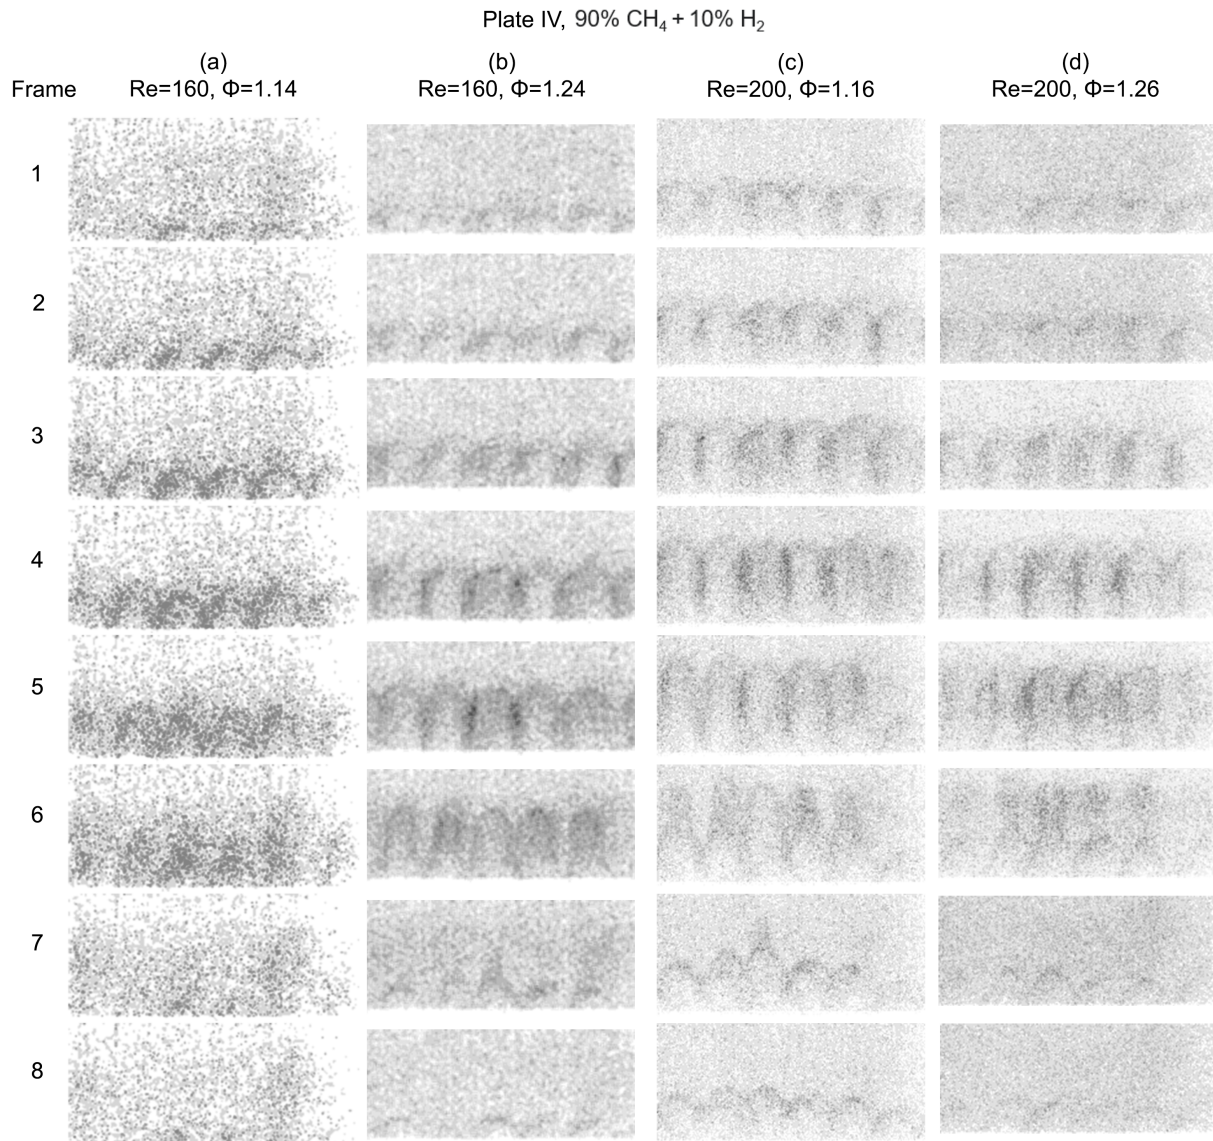 Plate IV, 90% CH₄ + 10% H₂
(a) (b) (c) (d)
Frame Re=160, Φ=1.14 Re=160, Φ=1.24 Re=200, Φ=1.16 Re=200, Φ=1.26
1
2
3
4
5
6
7
8